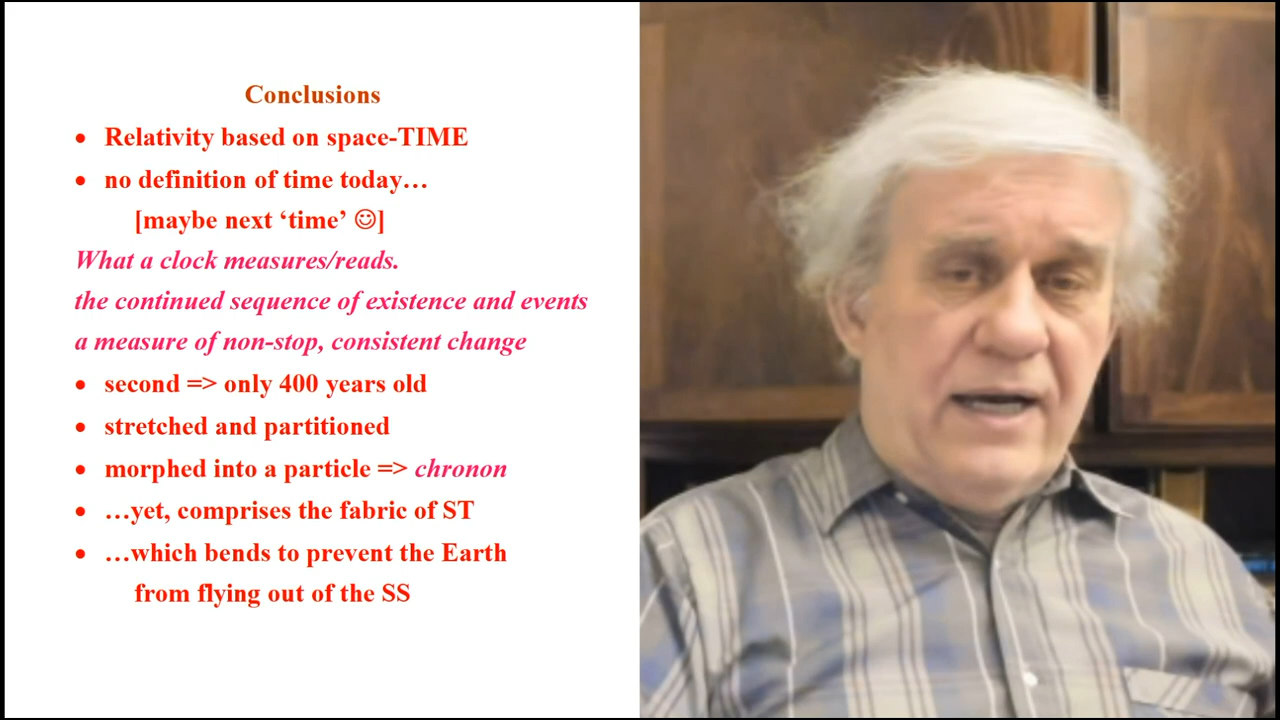 Conclusions
• Relativity based on space-TIME
• no definition of time today…
[maybe next ‘time’ ☺]
What a clock measures/reads.
the continued sequence of existence and events
a measure of non-stop, consistent change
• second => only 400 years old
• stretched and partitioned
• morphed into a particle => chronon
• …yet, comprises the fabric of ST
• …which bends to prevent the Earth
from flying out of the SS